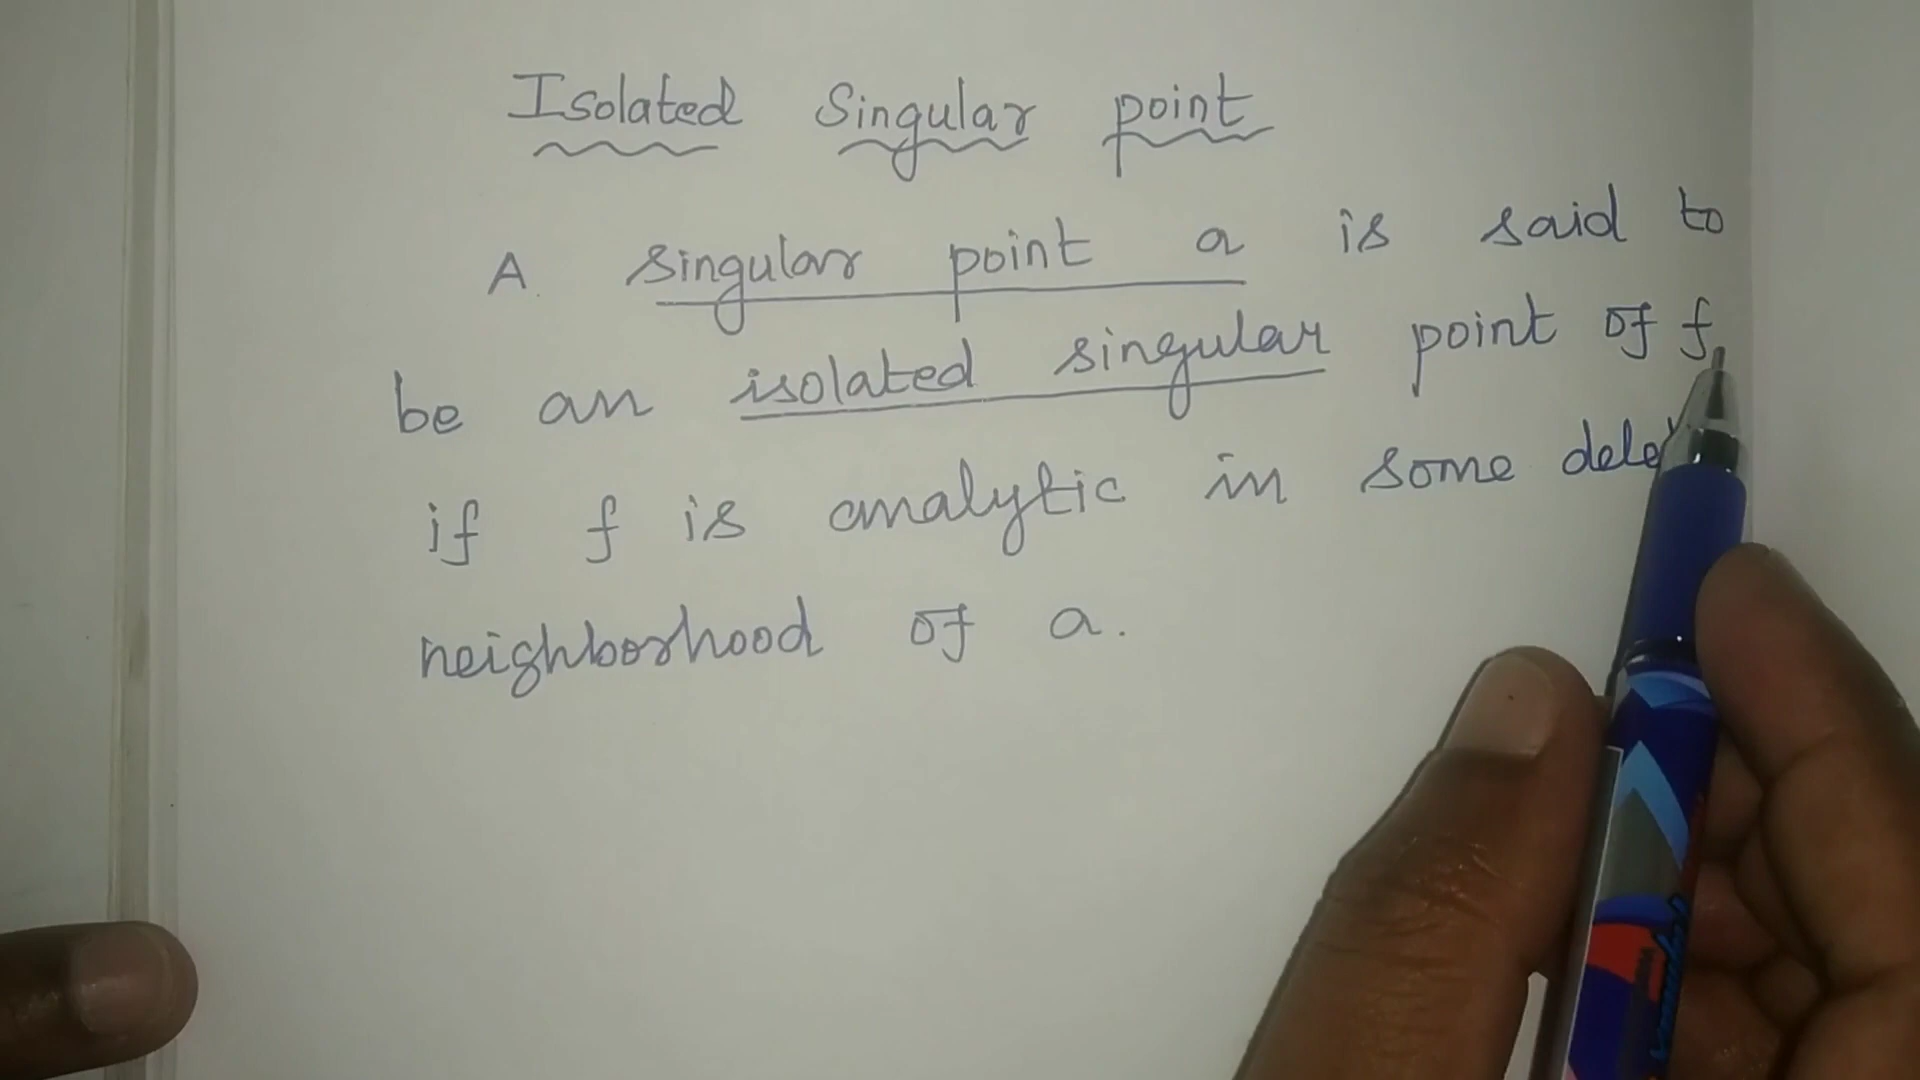 Isolated Singular point
A singular point a is said to
be an isolated singular point of f
if f is analytic in some
neighborhood of a.